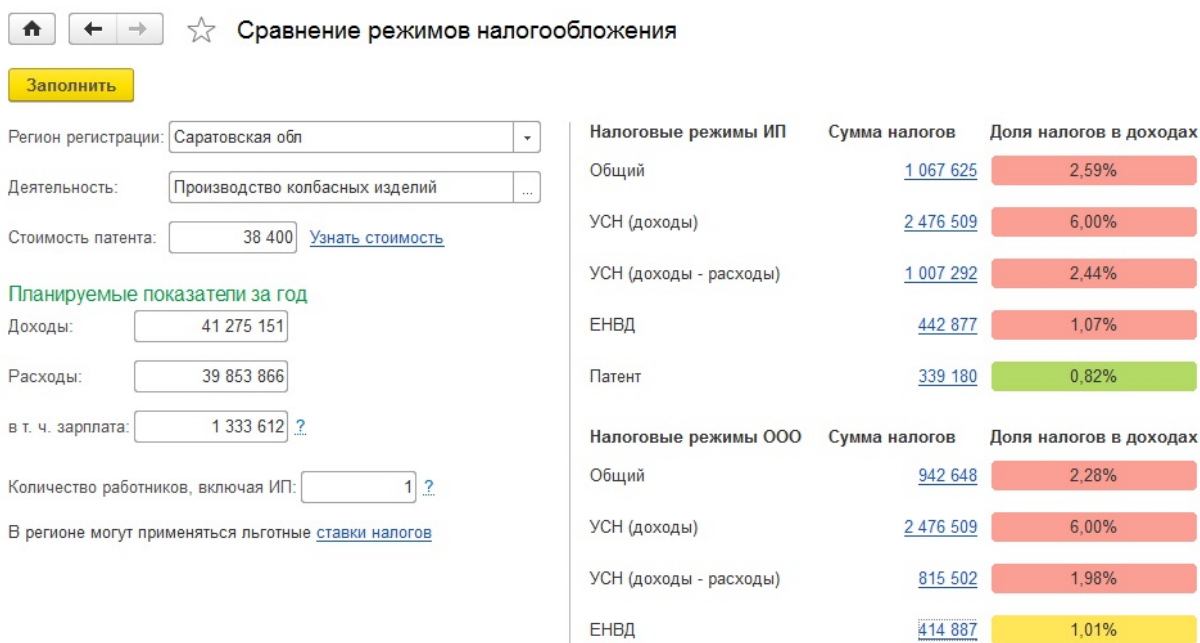 Сравнение режимов налогообложения
Заполнить
Регион регистрации: Саратовская обл
Деятельность: Производство колбасных изделий ...
Стоимость патента: 38 400 Узнать стоимость
Планируемые показатели за год
Доходы: 41 275 151
Расходы: 39 853 866
в т. ч. зарплата: 1 333 612 ?
Количество работников, включая ИП: 1 ?
В регионе могут применяться льготные ставки налогов
Налоговые режимы ИП Сумма налогов Доля налогов в доходах
Общий 1 067 625 2,59%
УСН (доходы) 2 476 509 6,00%
УСН (доходы - расходы) 1 007 292 2,44%
ЕНВД 442 877 1,07%
Патент 339 180 0,82%
Налоговые режимы ООО Сумма налогов Доля налогов в доходах
Общий 942 648 2,28%
УСН (доходы) 2 476 509 6,00%
УСН (доходы - расходы) 815 502 1,98%
ЕНВД 414 887 1,01%